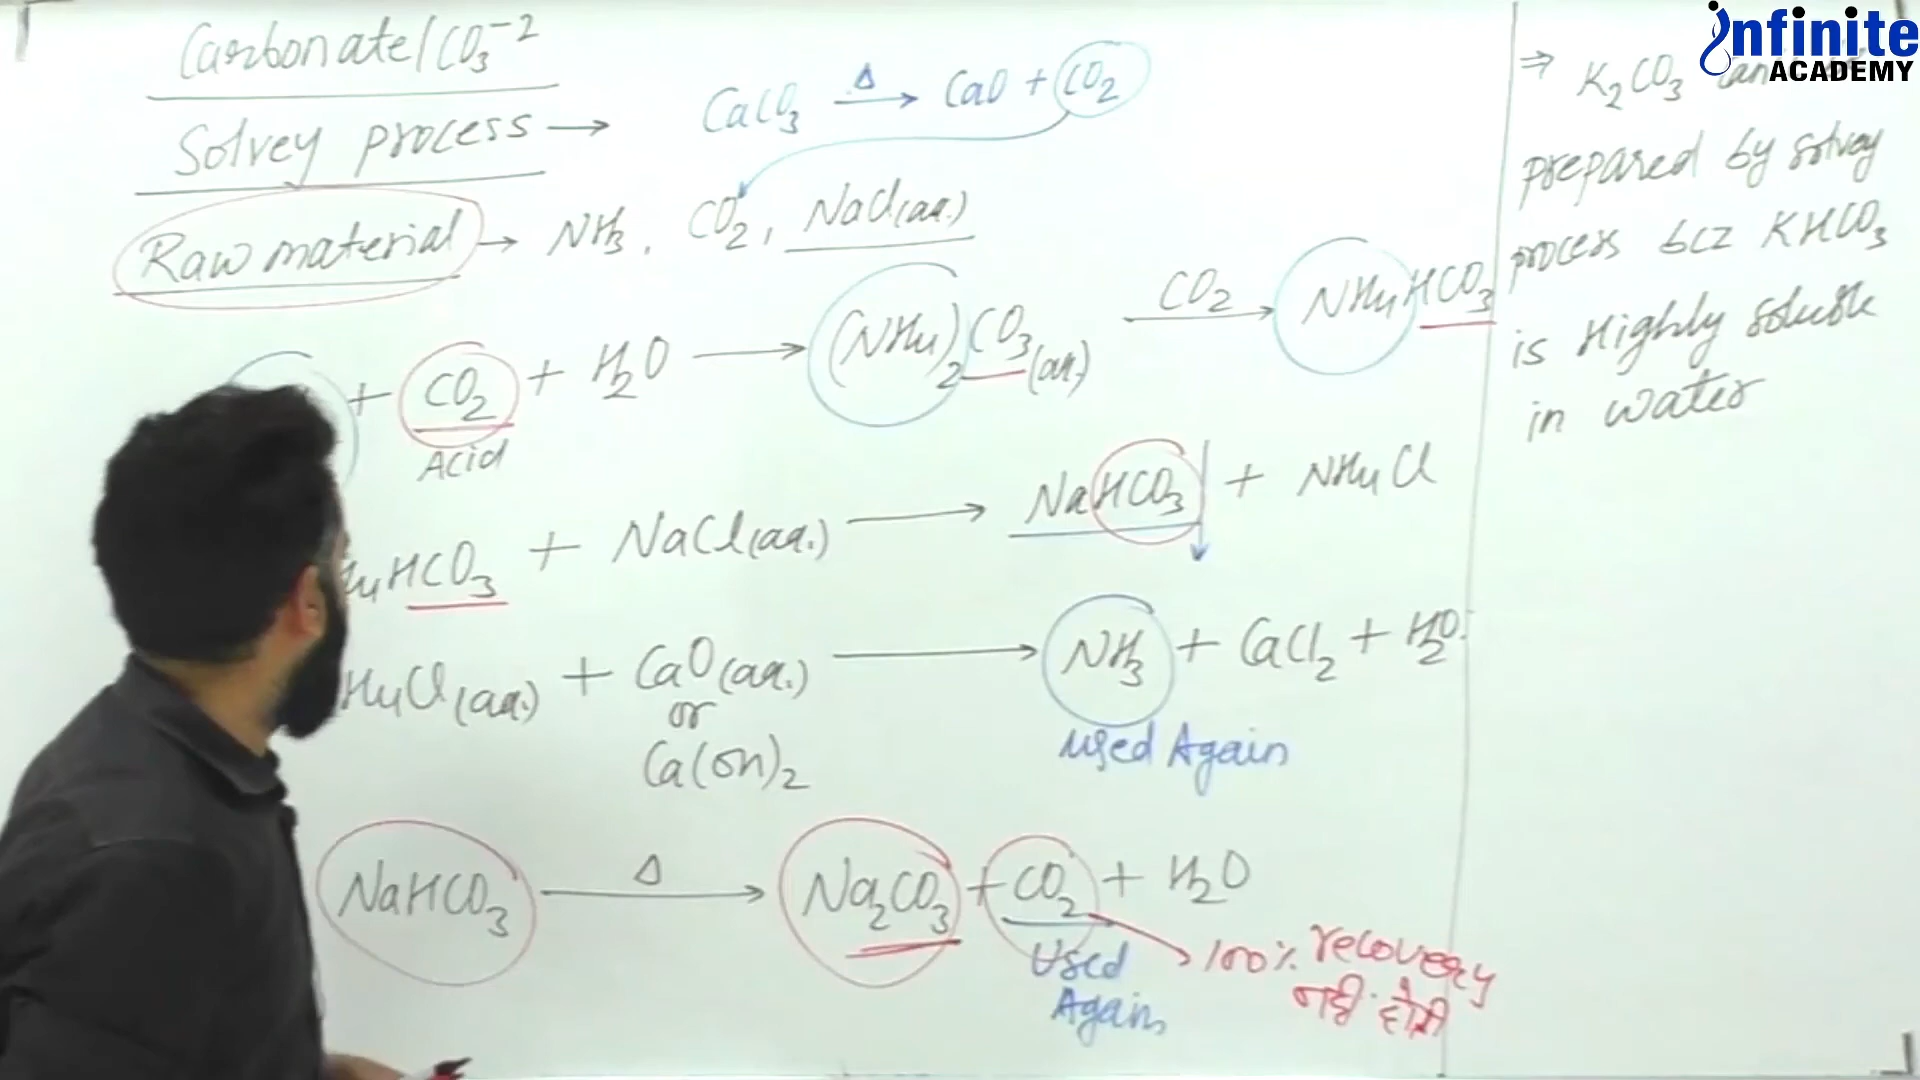 Carbonate/CO₃⁻²
Solvey process →
CaCO₃ —Δ→ CaO + CO₂
Raw material → NH₃, CO₂, NaCl(aq.)
+ CO₂ + H₂O → (NH₄)₂CO₃(aq.) —CO₂→ NH₄HCO₃
Acid
H₄HCO₃ + NaCl(aq.) → NaHCO₃ ↓ + NH₄Cl
H₄Cl(aq.) + CaO(aq.) → NH₃ + CaCl₂ + H₂O
or
Ca(OH)₂
Used Again
NaHCO₃ —Δ→ Na₂CO₃ + CO₂ + H₂O
Used
Again
→ 100% recovery
नहीं होती
⇒ K₂CO₃
prepared by solvey
process bcz KHCO₃
is Highly soluble
in water
infinite
ACADEMY